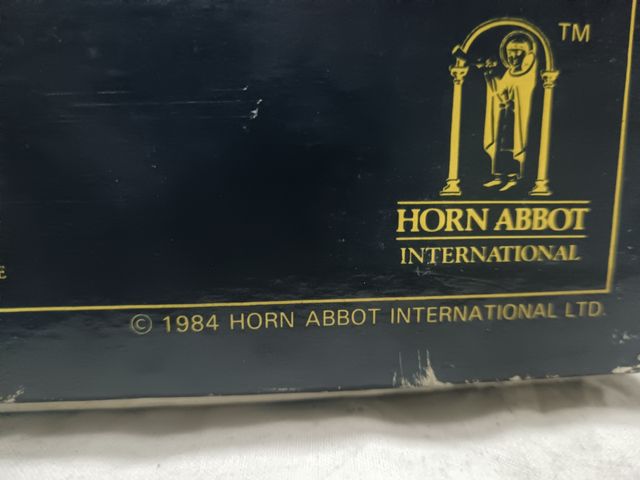 TM
HORN ABBOT
INTERNATIONAL
E
© 1984 HORN ABBOT INTERNATIONAL LTD.